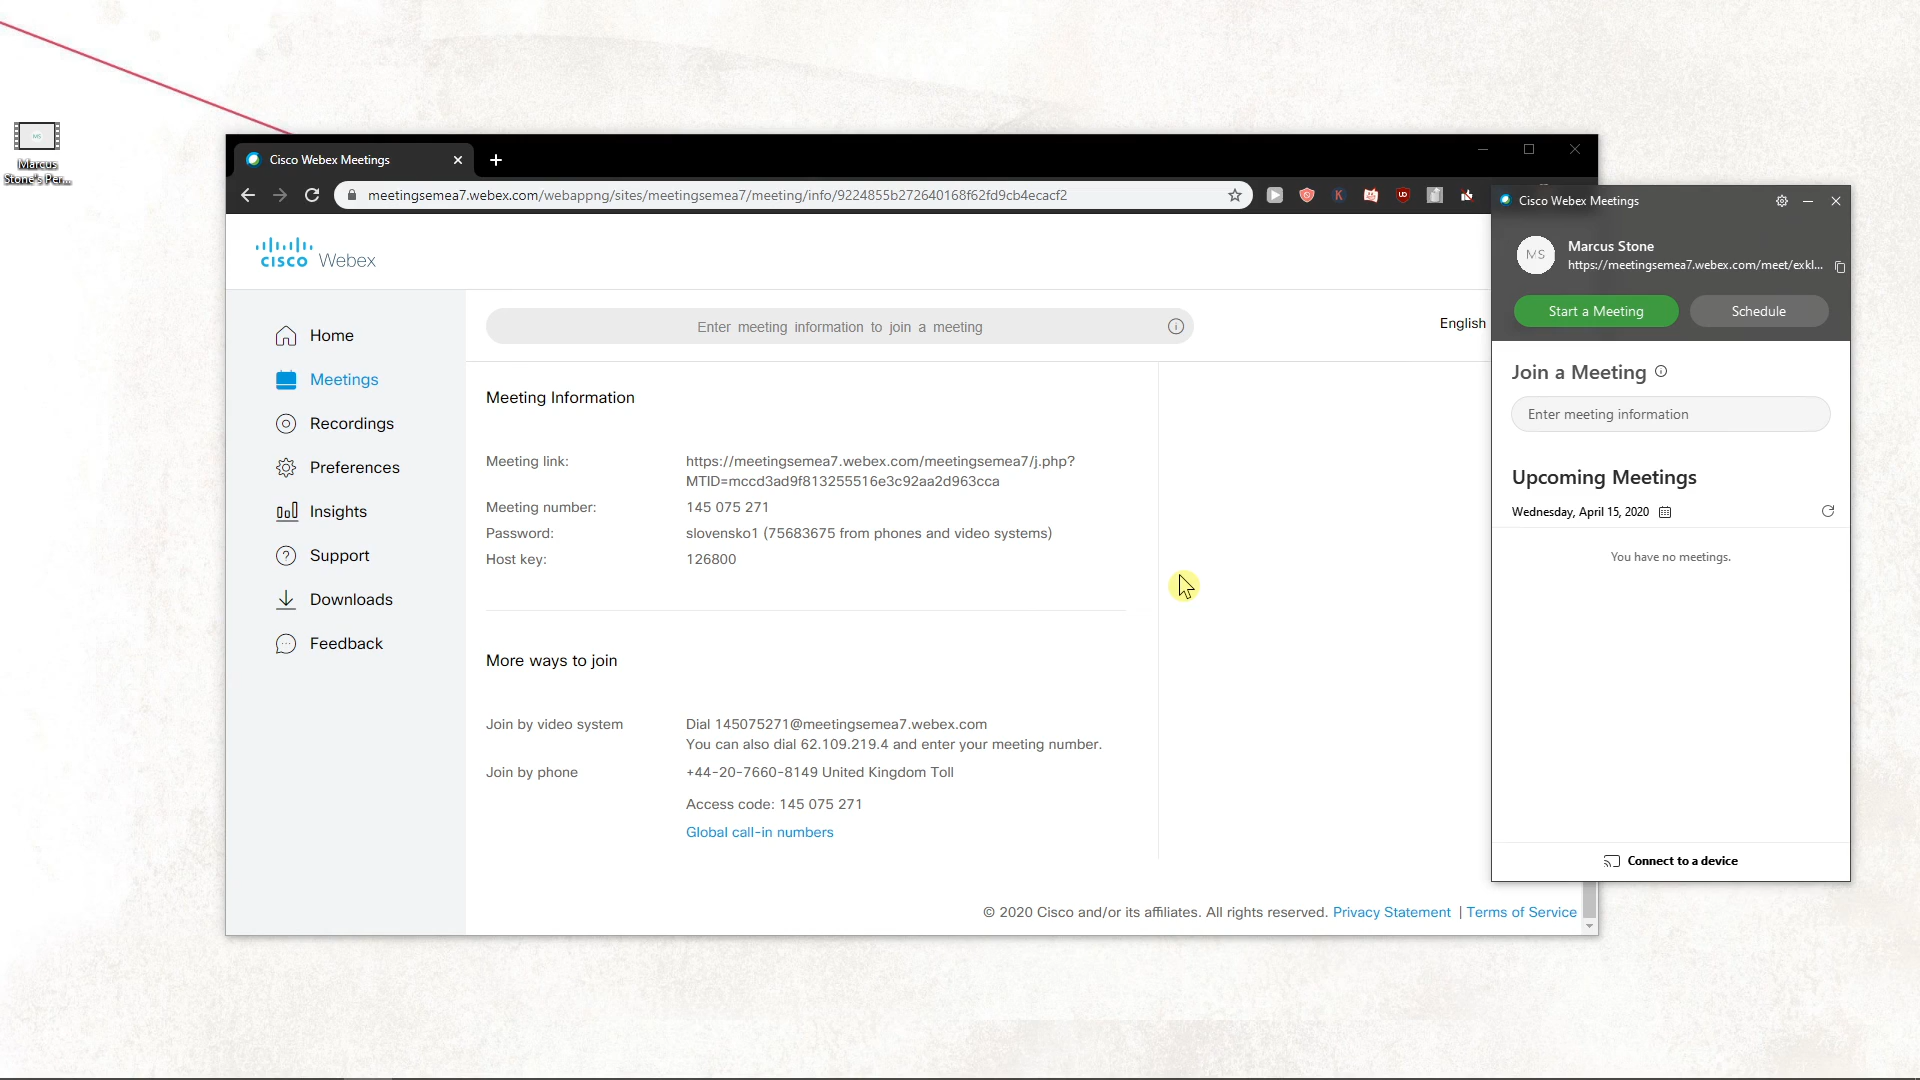 MS
Marcus
Stone's Per...
Cisco Webex Meetings
meetingsemea7.webex.com/webappng/sites/meetingsemea7/meeting/info/9224855b272640168f62fd9cb4ecacf2
K
UD
CISCO Webex
Home
Meetings
Recordings
Preferences
Insights
Support
Downloads
Feedback
Enter meeting information to join a meeting
English
Meeting Information
Meeting link: https://meetingsemea7.webex.com/meetingsemea7/j.php?
MTID=mccd3ad9f813255516e3c92aa2d963cca
Meeting number: 145 075 271
Password: slovensko1 (75683675 from phones and video systems)
Host key: 126800
More ways to join
Join by video system Dial 145075271@meetingsemea7.webex.com
You can also dial 62.109.219.4 and enter your meeting number.
Join by phone +44-20-7660-8149 United Kingdom Toll
Access code: 145 075 271
Global call-in numbers
© 2020 Cisco and/or its affiliates. All rights reserved. Privacy Statement | Terms of Service
Cisco Webex Meetings
MS
Marcus Stone
https://meetingsemea7.webex.com/meet/exkl...
Start a Meeting
Schedule
Join a Meeting
Enter meeting information
Upcoming Meetings
Wednesday, April 15, 2020
You have no meetings.
Connect to a device